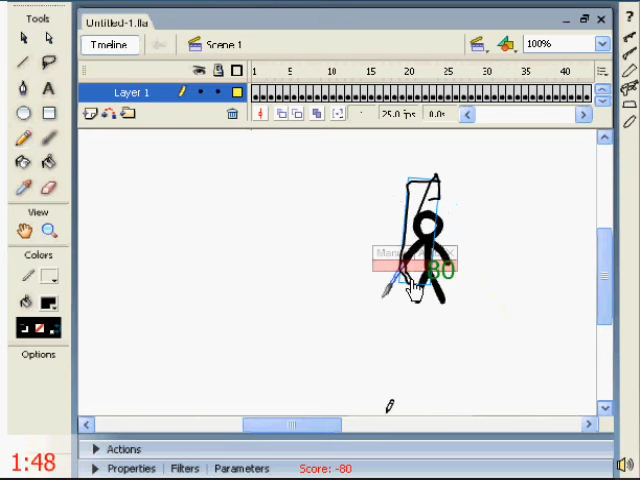 Tools
Untitled-1.fla
Timeline
Scene 1
100%
1 5 10 15 20 25 30 35 40
Layer 1
25.0 fps 0.0s
View
Colors
Options
80
Actions
Properties Filters Parameters Score: -80
1:48
?
A